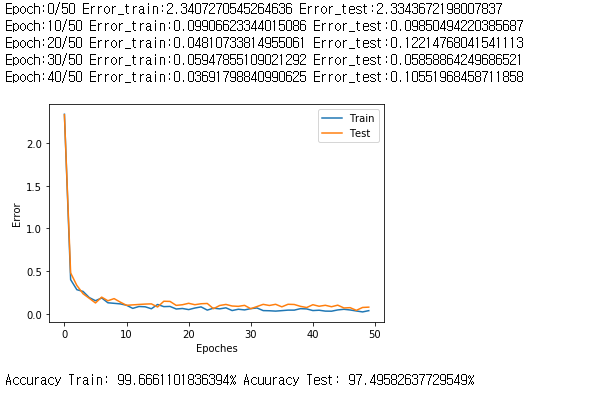 Epoch:0/50 Error_train:2.3407270545264636 Error_test:2.3343672198007837
Epoch:10/50 Error_train:0.09906623344015086 Error_test:0.09850494220385687
Epoch:20/50 Error_train:0.04810733814955061 Error_test:0.12214768041541113
Epoch:30/50 Error_train:0.05947855109021292 Error_test:0.05858864249686521
Epoch:40/50 Error_train:0.03691798840990625 Error_test:0.10551968458711858
Train
Test
2.0
1.5
1.0
0.5
0.0
Error
0 10 20 30 40 50
Epoches
Accuracy Train: 99.6661101836394% Acuuracy Test: 97.49582637729549%